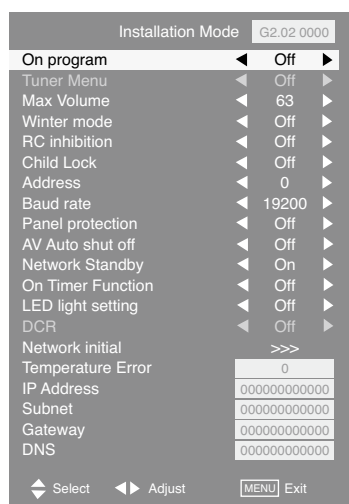 Installation Mode G2.02 0000
On program Off
Tuner Menu Off
Max Volume 63
Winter mode Off
RC inhibition Off
Child Lock Off
Address 0
Baud rate 19200
Panel protection Off
AV Auto shut off Off
Network Standby On
On Timer Function Off
LED light setting Off
DCR Off
Network initial >>>
Temperature Error 0
IP Address 000000000000
Subnet 000000000000
Gateway 000000000000
DNS 000000000000
Select Adjust MENU Exit